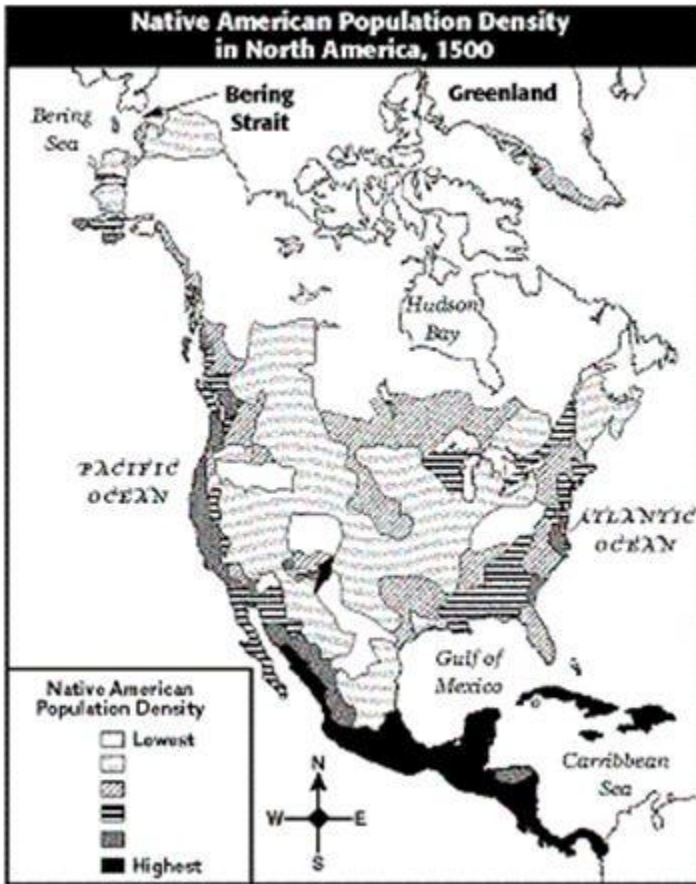 Native American Population Density
in North America, 1500
Bering
Strait
Greenland
Bering
Sea
Hudson
Bay
PACIFIC
OCEAN
ATLANTIC
OCEAN
Gulf of
Mexico
Carribbean
Sea
Native American
Population Density
Lowest
Highest
N
W E
S